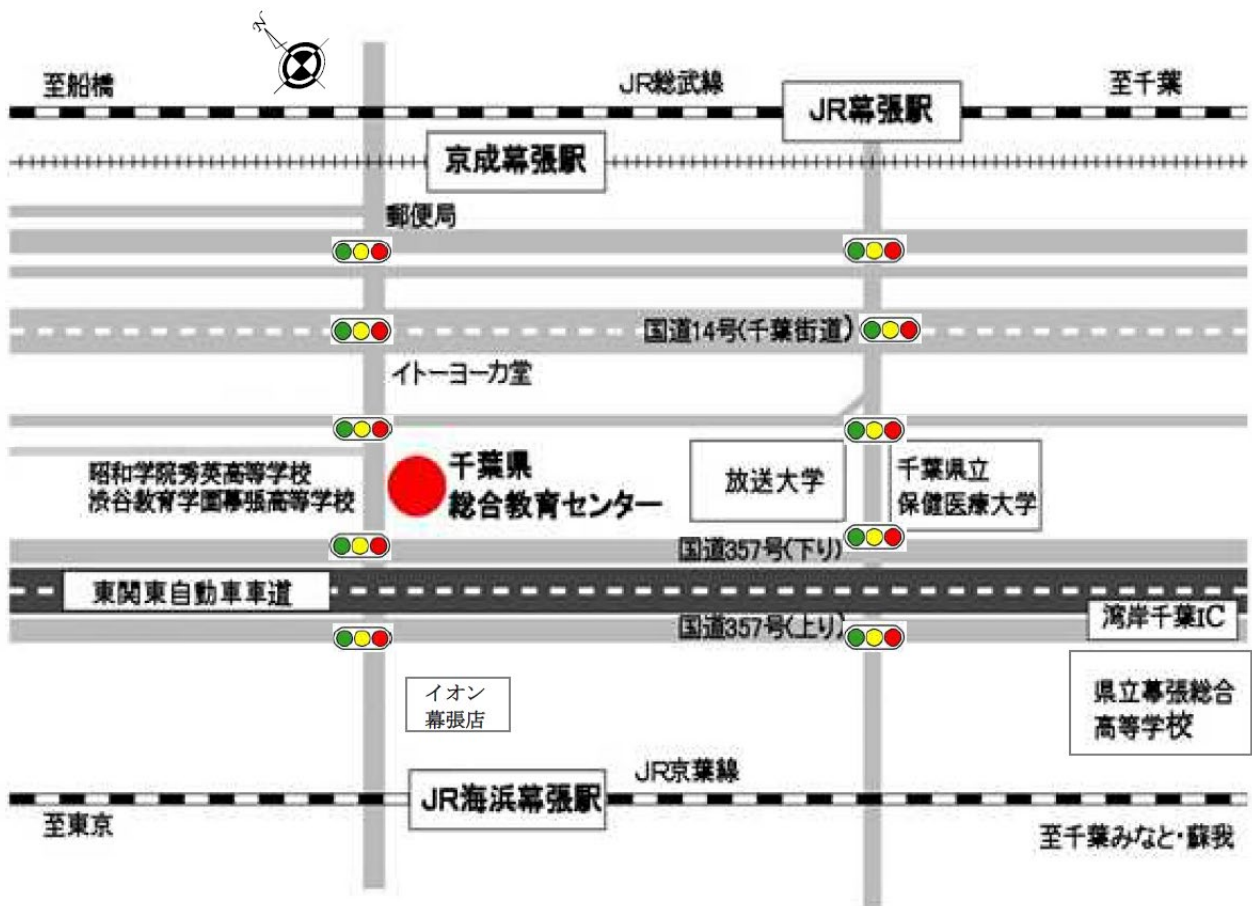 N
至船橋
JR総武線
JR幕張駅
至千葉
京成幕張駅
郵便局
国道14号(千葉街道)
イトーヨーカ堂
昭和学院秀英高等学校
渋谷教育学園幕張高等学校
千葉県
総合教育センター
放送大学
千葉県立
保健医療大学
国道357号(下り)
東関東自動車車道
国道357号(上り)
湾岸千葉IC
イオン
幕張店
県立幕張総合
高等学校
JR京葉線
JR海浜幕張駅
至東京
至千葉みなと・蘇我